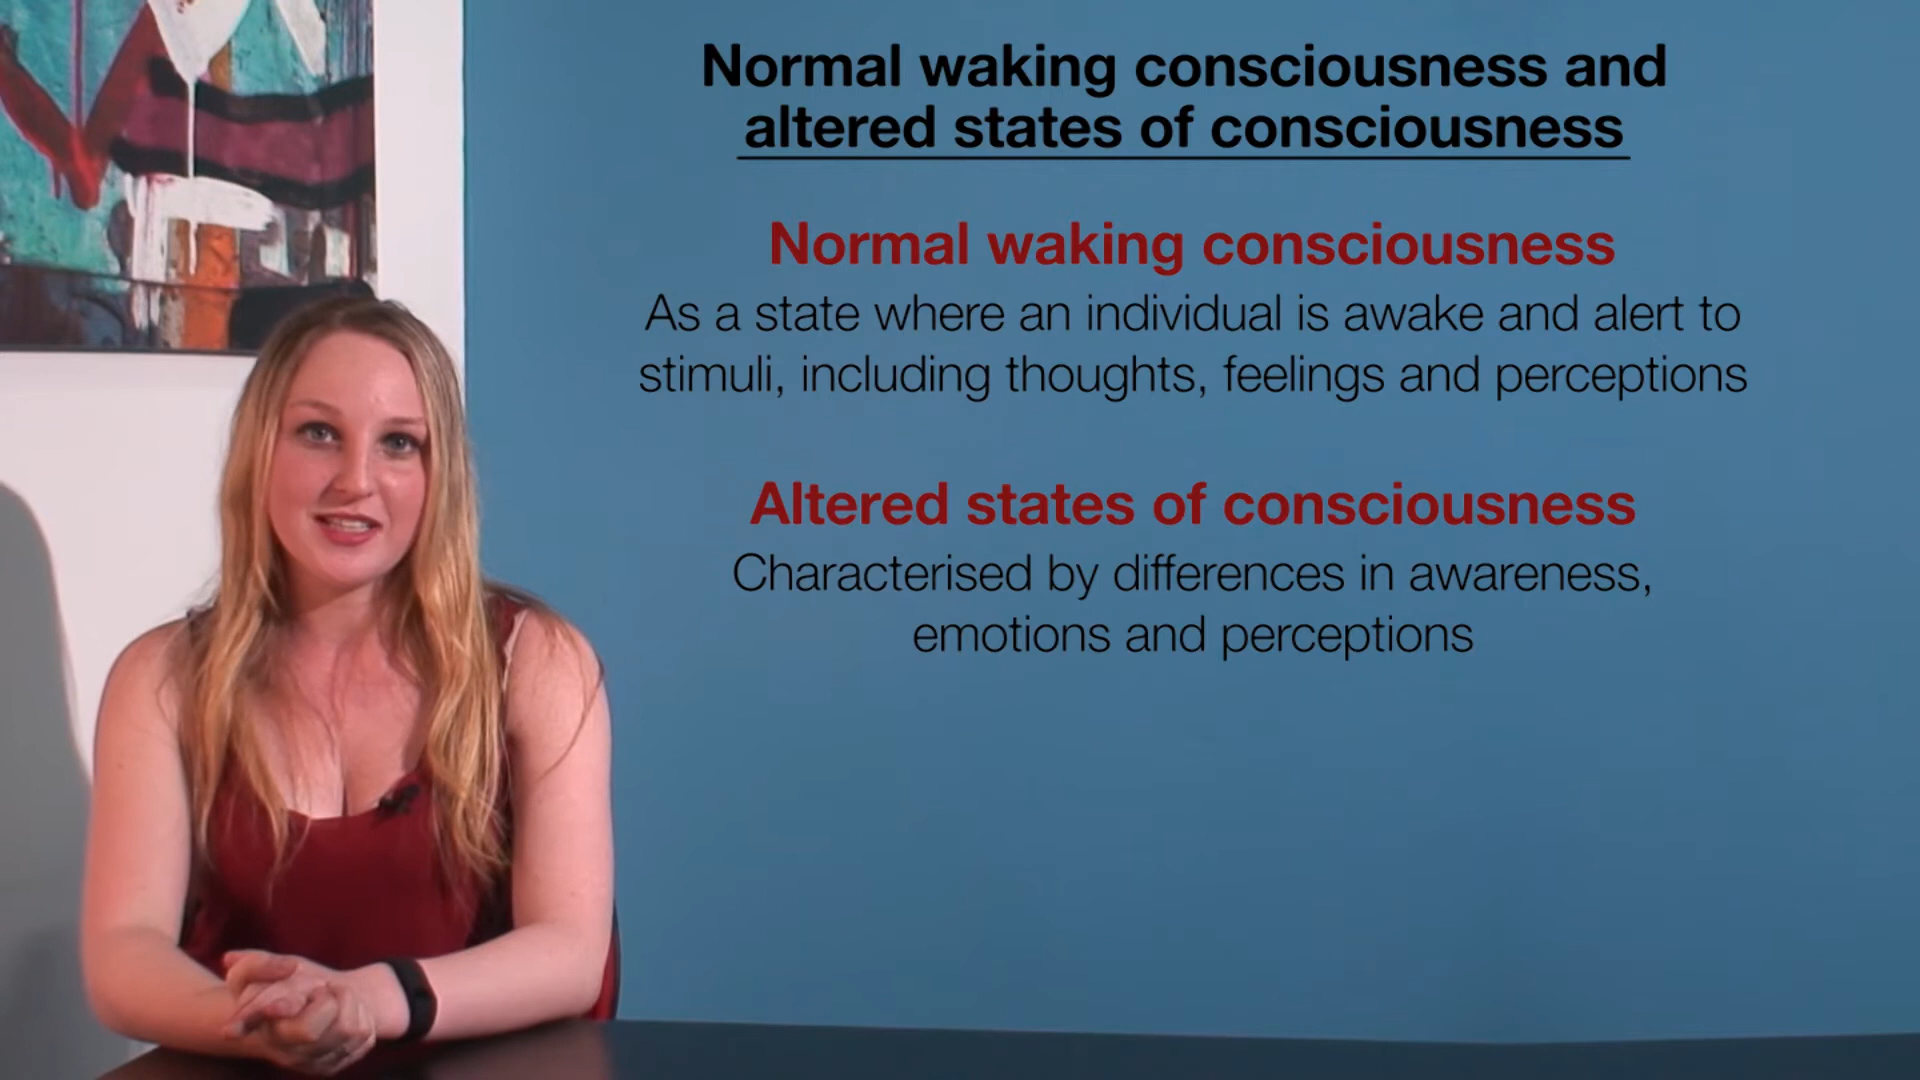 Normal waking consciousness and
altered states of consciousness
Normal waking consciousness
As a state where an individual is awake and alert to
stimuli, including thoughts, feelings and perceptions
Altered states of consciousness
Characterised by differences in awareness,
emotions and perceptions